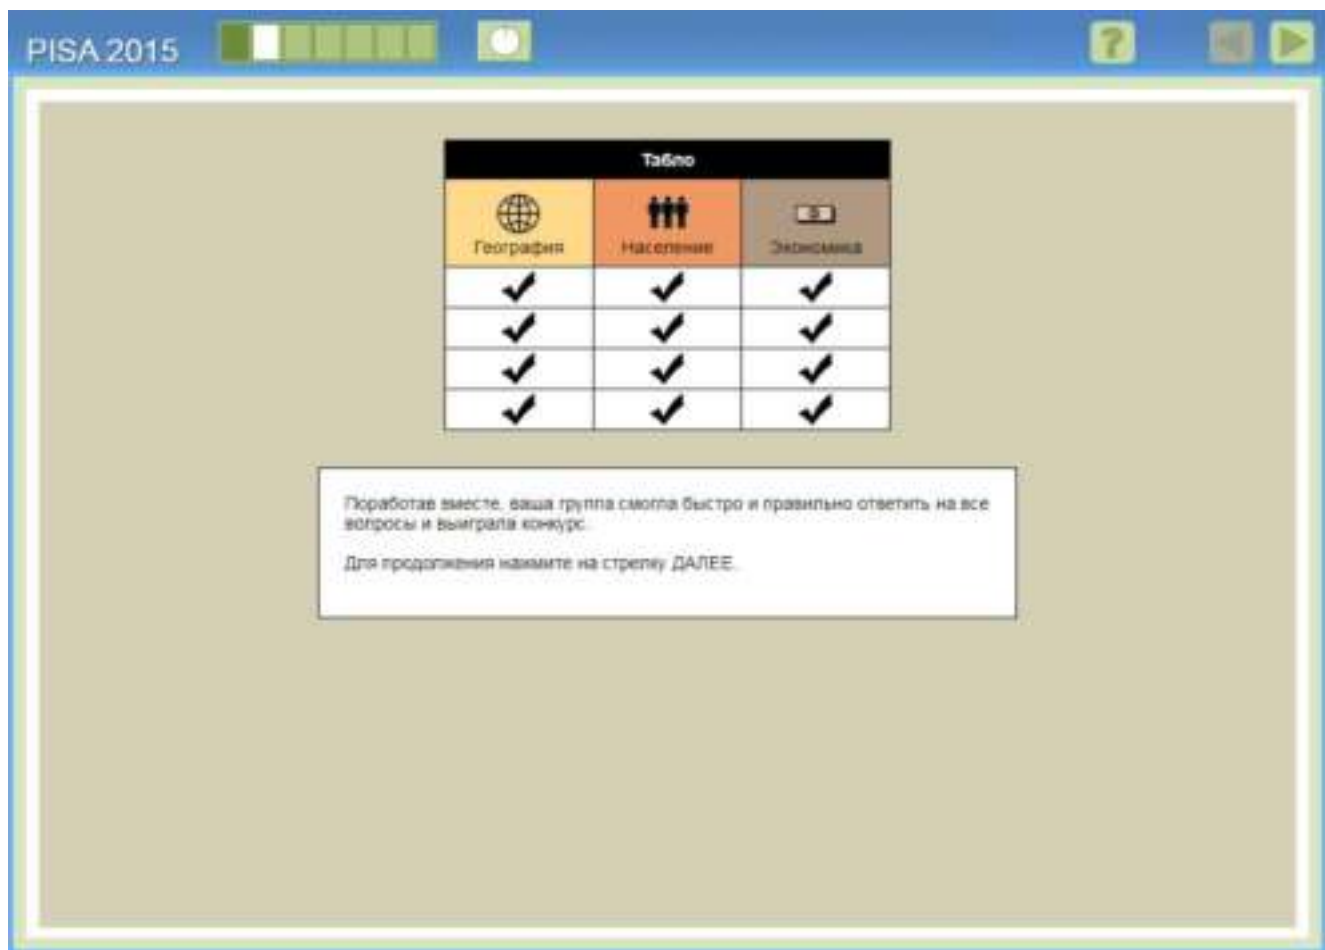 PISA 2015
?
Табло
География Население Экономика
Поработав вместе, ваша группа смогла быстро и правильно ответить на все
вопросы и выиграла конкурс.
Для продолжения нажмите на стрелку ДАЛЕЕ.